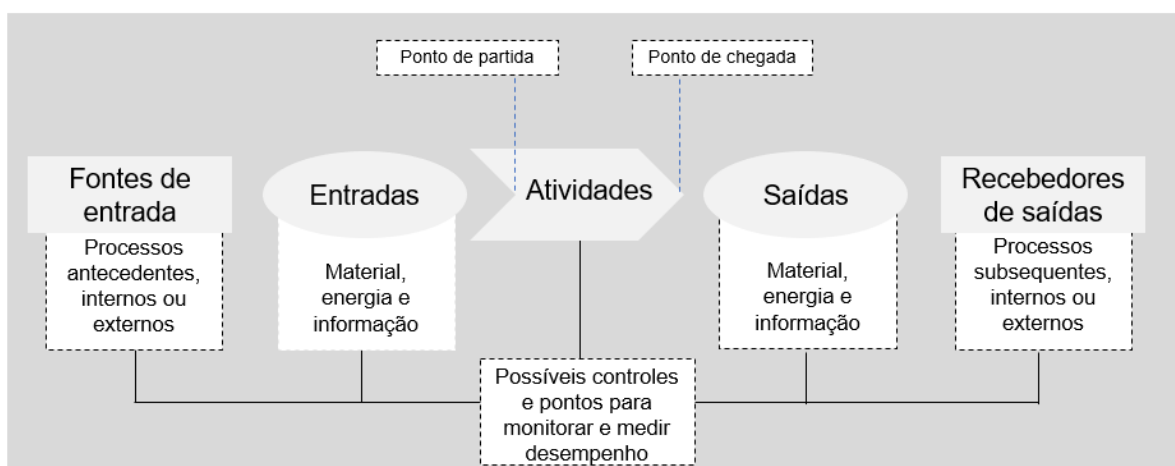 Ponto de partida
Ponto de chegada
Fontes de
entrada
Processos
antecedentes,
internos ou
externos
Entradas
Material,
energia e
informação
Atividades
Saídas
Material,
energia e
informação
Recebedores
de saídas
Processos
subsequentes,
internos ou
externos
Possíveis controles
e pontos para
monitorar e medir
desempenho